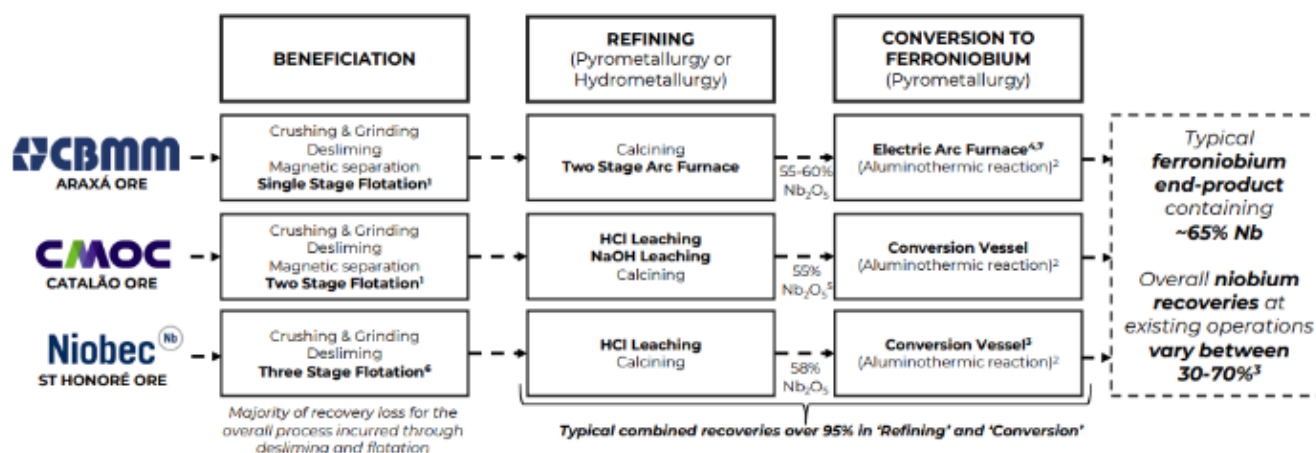 BENEFICIATION
REFINING
(Pyrometallurgy or
Hydrometallurgy)
CONVERSION TO
FERRONIOBIUM
(Pyrometallurgy)
CBMM
ARAXÁ ORE
Crushing & Grinding
Desliming
Magnetic separation
Single Stage Flotation¹
Calcining
Two Stage Arc Furnace
55-60%
Nb₂O₅
Electric Arc Furnace⁴,⁷
(Aluminothermic reaction)²
CMOC
CATALÃO ORE
Crushing & Grinding
Desliming
Magnetic separation
Two Stage Flotation¹
HCl Leaching
NaOH Leaching
Calcining
55%
Nb₂O₅⁵
Conversion Vessel
(Aluminothermic reaction)²
Niobec Nb
ST HONORÉ ORE
Crushing & Grinding
Desliming
Three Stage Flotation⁶
HCl Leaching
Calcining
58%
Nb₂O₅
Conversion Vessel³
(Aluminothermic reaction)²
Typical
ferroniobium
end-product
containing
~65% Nb
Overall niobium
recoveries at
existing operations
vary between
30-70%³
Majority of recovery loss for the
overall process incurred through
desliming and flotation
Typical combined recoveries over 95% in 'Refining' and 'Conversion'